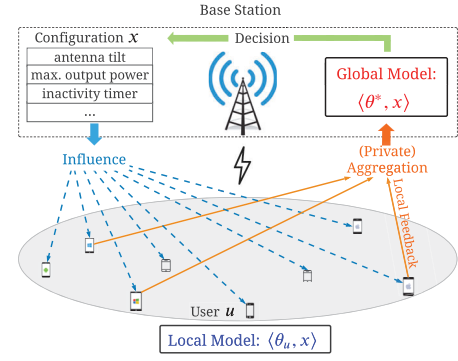 Base Station
Configuration x
Decision
antenna tilt
max. output power
inactivity timer
...
Global Model:
⟨θ*, x⟩
Influence
(Private)
Aggregation
Local Feedback
User u
Local Model: ⟨θᵤ, x⟩